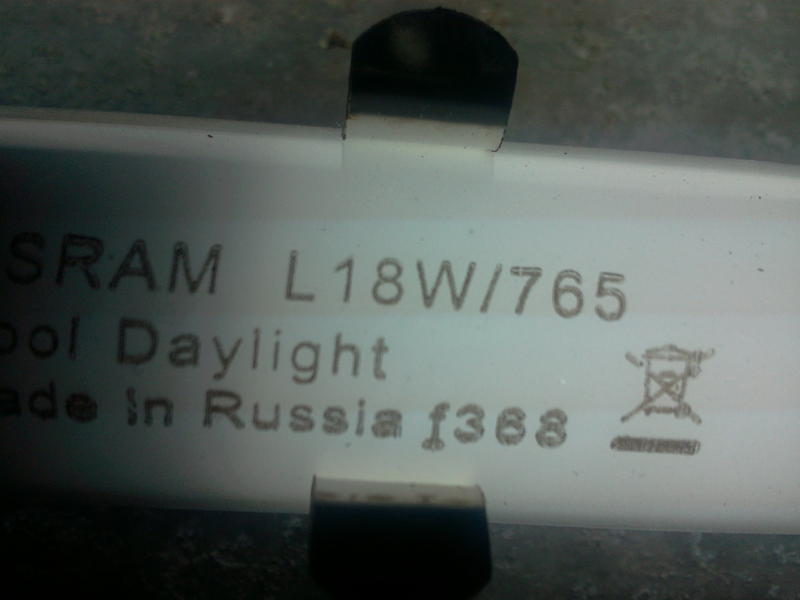 SRAM L18W/765
ool Daylight
ade in Russia f368